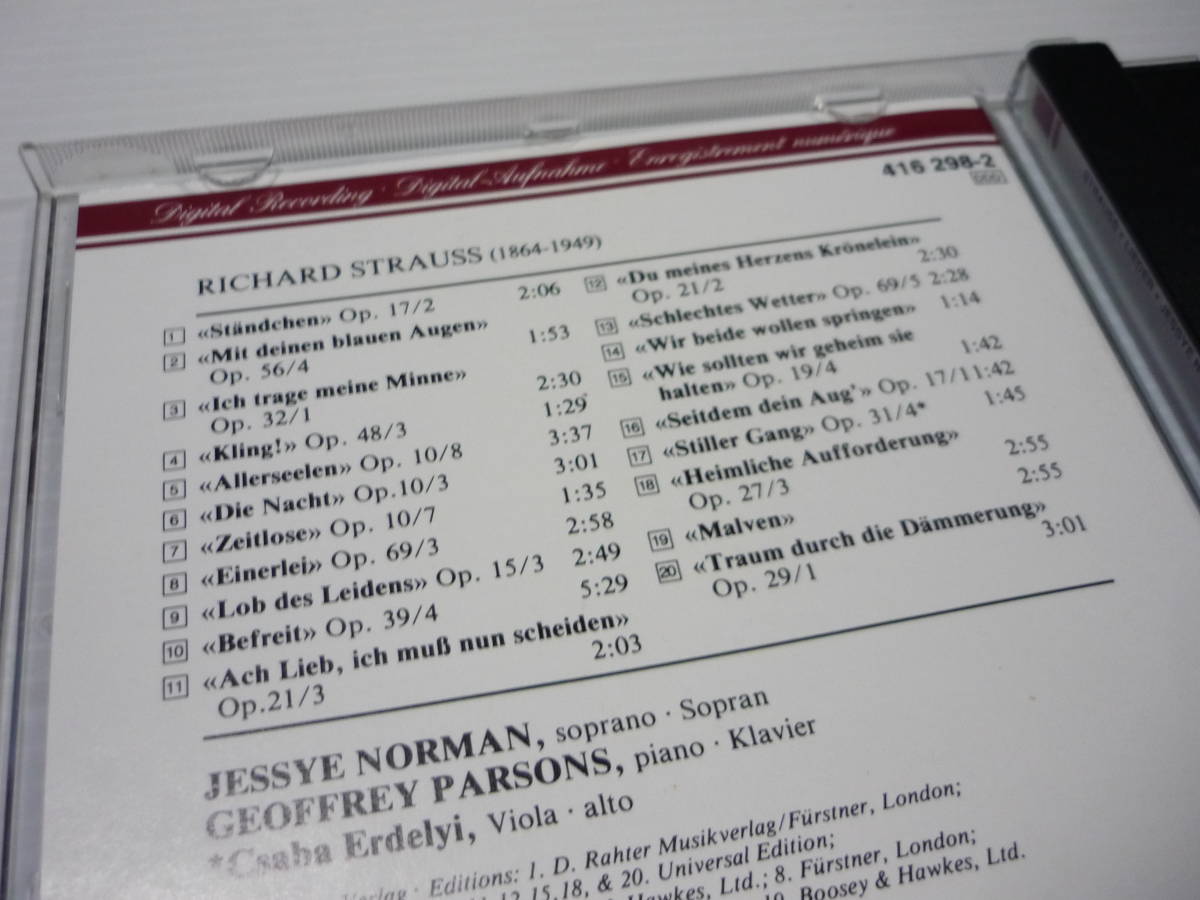 Digital Recording · Digital-Aufnahme · Enregistrement numérique
416 298-2
DDD
RICHARD STRAUSS (1864-1949)
1 «Ständchen» Op. 17/2 2:06
2 «Mit deinen blauen Augen»
Op. 56/4 1:53
3 «Ich trage meine Minne»
Op. 32/1 2:30
4 «Kling!» Op. 48/3 1:29
5 «Allerseelen» Op. 10/8 3:37
6 «Die Nacht» Op.10/3 3:01
7 «Zeitlose» Op. 10/7 1:35
8 «Einerlei» Op. 69/3 2:58
9 «Lob des Leidens» Op. 15/3 2:49
10 «Befreit» Op. 39/4 5:29
11 «Ach Lieb, ich muß nun scheiden»
Op.21/3 2:03
12 «Du meines Herzens Krönelein»
Op. 21/2 2:30
13 «Schlechtes Wetter» Op. 69/5 2:28
14 «Wir beide wollen springen» 1:14
15 «Wie sollten wir geheim sie
halten» Op. 19/4 1:42
16 «Seitdem dein Aug'» Op. 17/1 1:42
17 «Stiller Gang» Op. 31/4* 1:45
18 «Heimliche Aufforderung»
Op. 27/3 2:55
19 «Malven» 2:55
20 «Traum durch die Dämmerung»
Op. 29/1 3:01
JESSYE NORMAN, soprano · Sopran
GEOFFREY PARSONS, piano · Klavier
*Csaba Erdelyi, Viola · alto
Verlag · Editions: 1. D. Rahter Musikverlag/Fürstner, London;
12,15,18, & 20. Universal Edition;
Hawkes, Ltd.; 8. Fürstner, London;
Boosey & Hawkes, Ltd.